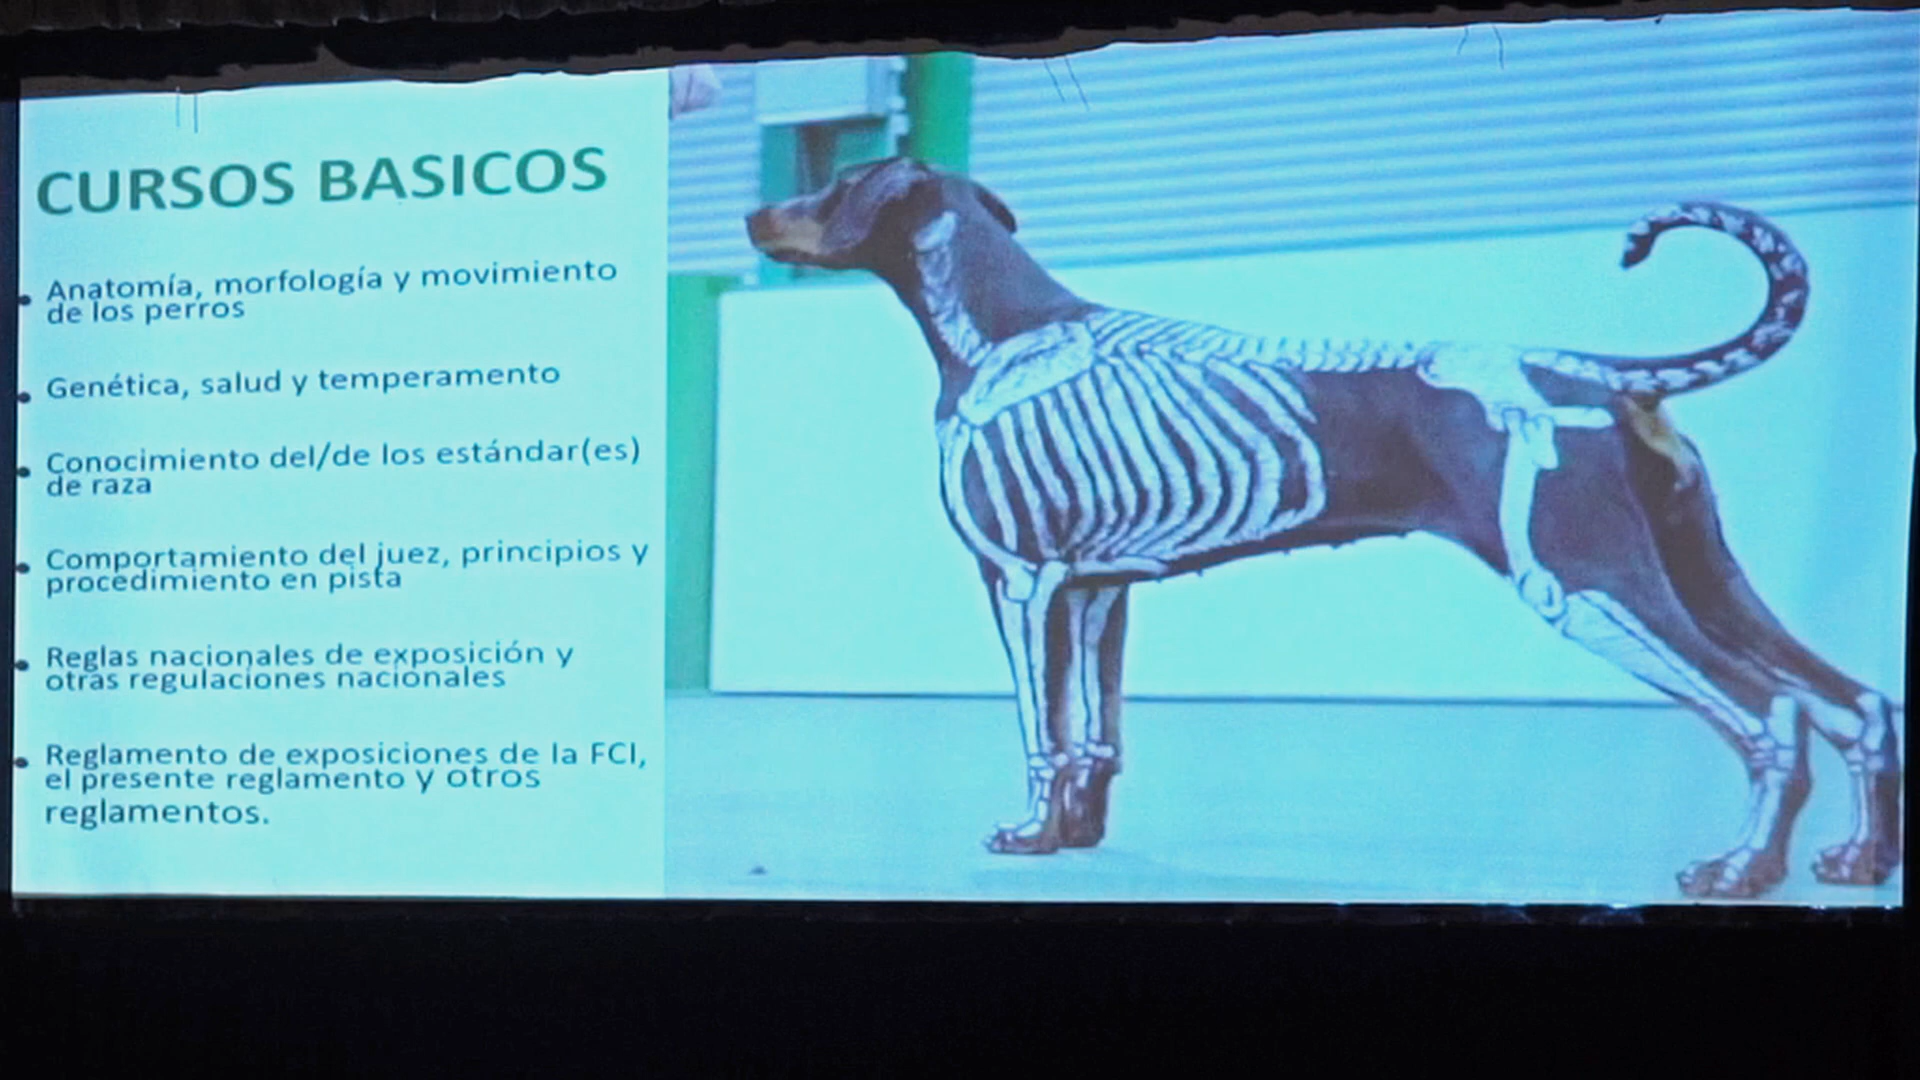 CURSOS BASICOS
Anatomía, morfología y movimiento
de los perros
Genética, salud y temperamento
Conocimiento del/de los estándar(es)
de raza
Comportamiento del juez, principios y
procedimiento en pista
Reglas nacionales de exposición y
otras regulaciones nacionales
Reglamento de exposiciones de la FCI,
el presente reglamento y otros
reglamentos.